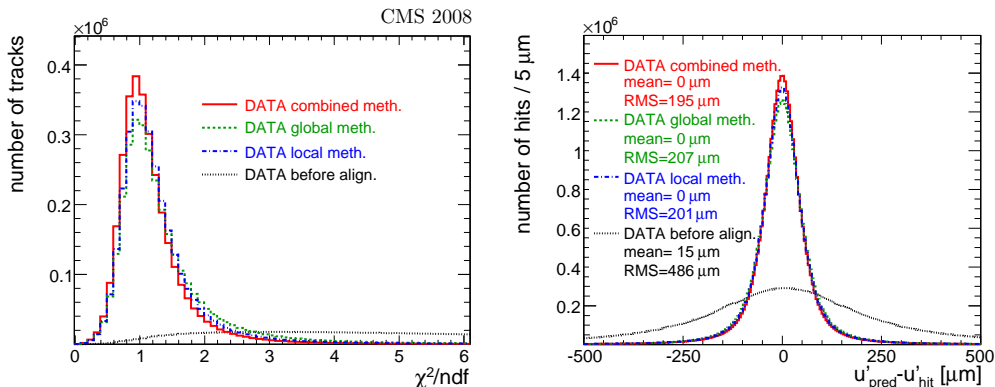 CMS 2008
×10⁶
number of tracks
0.4
0.3
0.2
0.1
0
1
2
3
4
5
6
χ²/ndf
DATA combined meth.
DATA global meth.
DATA local meth.
DATA before align.
×10⁶
number of hits / 5 μm
1.4
1.2
1
0.8
0.6
0.4
0.2
-500
-250
0
250
500
u'pred-u'hit [μm]
DATA combined meth.
mean= 0 μm
RMS=195 μm
DATA global meth.
mean= 0 μm
RMS=207 μm
DATA local meth.
mean= 0 μm
RMS=201 μm
DATA before align.
mean= 15 μm
RMS=486 μm